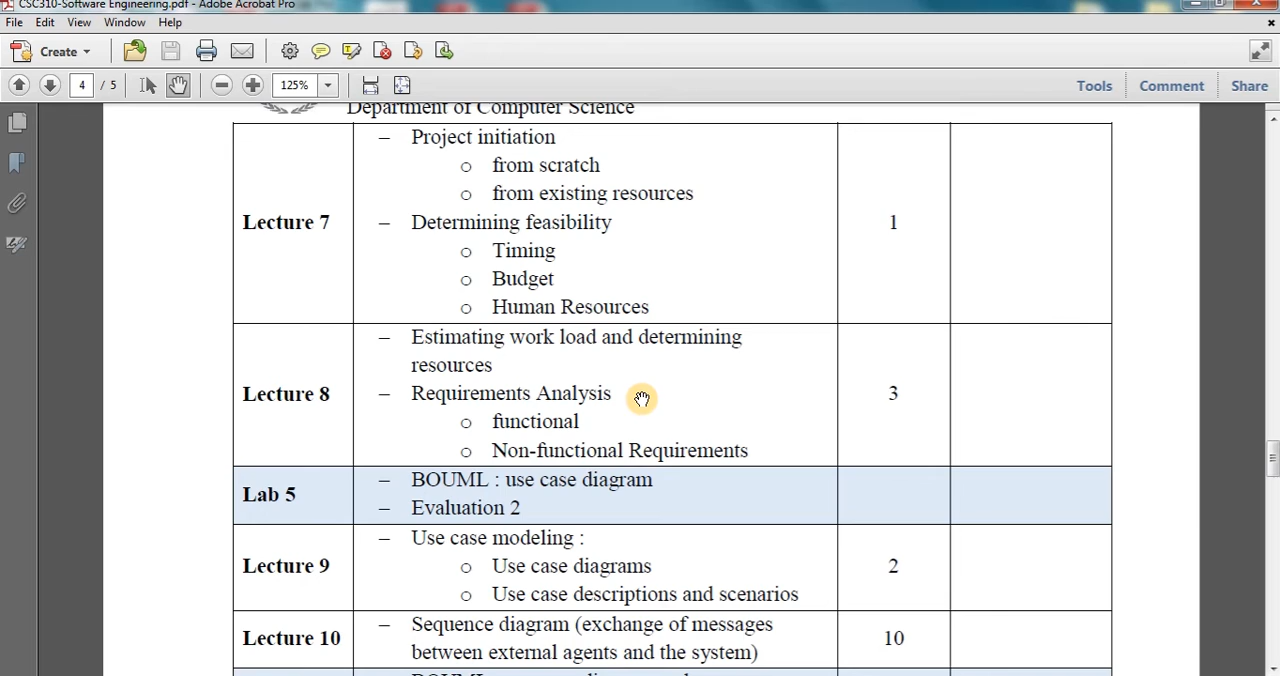 CSC310-Software Engineering.pdf - Adobe Acrobat Pro
File Edit View Window Help
Create
4 / 5 125% Tools Comment Share
Department of Computer Science
– Project initiation
o from scratch
o from existing resources
Lecture 7 – Determining feasibility 1
o Timing
o Budget
o Human Resources
– Estimating work load and determining
resources
Lecture 8 – Requirements Analysis 3
o functional
o Non-functional Requirements
– BOUML : use case diagram
Lab 5
– Evaluation 2
– Use case modeling :
Lecture 9 o Use case diagrams 2
o Use case descriptions and scenarios
– Sequence diagram (exchange of messages
Lecture 10 10
between external agents and the system)